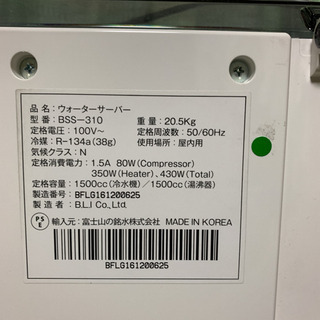 品 名：ウォーターサーバー
型 番：BSS-310 重 量：20.5Kg
定格電圧：100V~ 定格周波数：50/60Hz
冷媒：R-134a(38g) 使用場所：屋内用
気候クラス：N
定格消費電力：1.5A 80W(Compressor)
350W(Heater)、430W(Total)
定格容量：1500cc(冷水機)／1500cc(湯沸器)
製造番号：BFLG161200625
製 造 者：B.L.I Co.,Ltd
PSE 輸入元：富士山の銘水株式会社 MADE IN KOREA
BFLG161200625